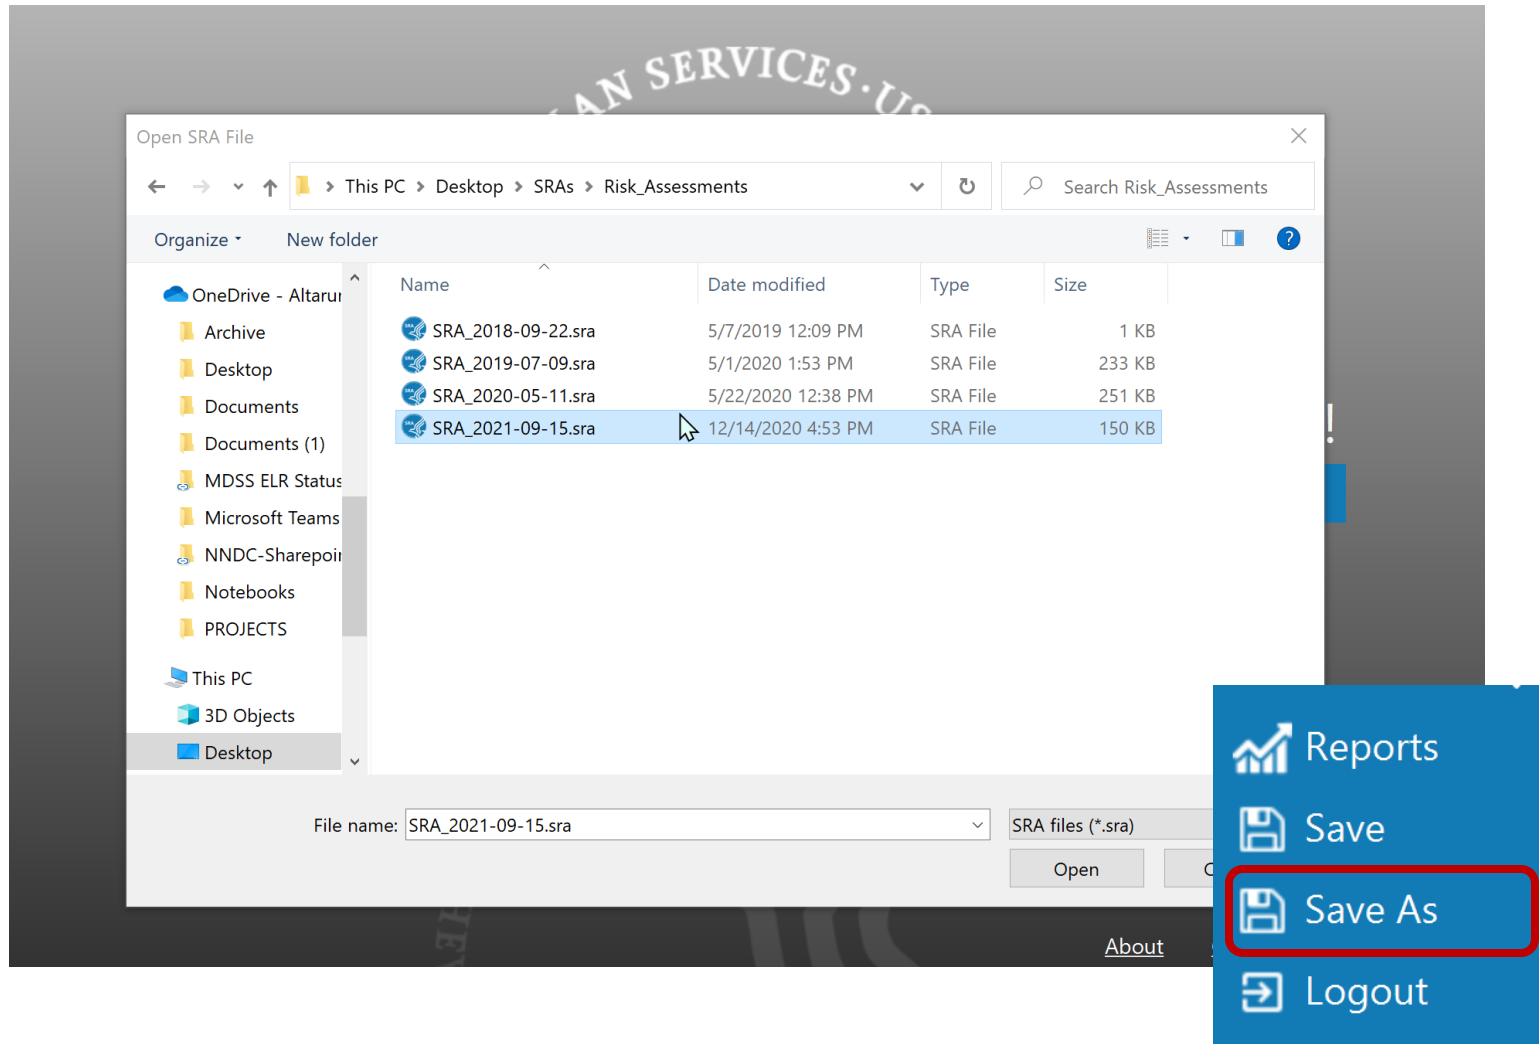 SERVICES · US
Open SRA File
This PC > Desktop > SRAs > Risk_Assessments
Search Risk_Assessments
Organize
New folder
?
Name Date modified Type Size
SRA_2018-09-22.sra 5/7/2019 12:09 PM SRA File 1 KB
SRA_2019-07-09.sra 5/1/2020 1:53 PM SRA File 233 KB
SRA_2020-05-11.sra 5/22/2020 12:38 PM SRA File 251 KB
SRA_2021-09-15.sra 12/14/2020 4:53 PM SRA File 150 KB
!
OneDrive - Altarur
Archive
Desktop
Documents
Documents (1)
MDSS ELR Status
Microsoft Teams
NNDC-Sharepoir
Notebooks
PROJECTS
This PC
3D Objects
Desktop
File name: SRA_2021-09-15.sra
SRA files (*.sra)
Open
About
Reports
Save
Save As
Logout